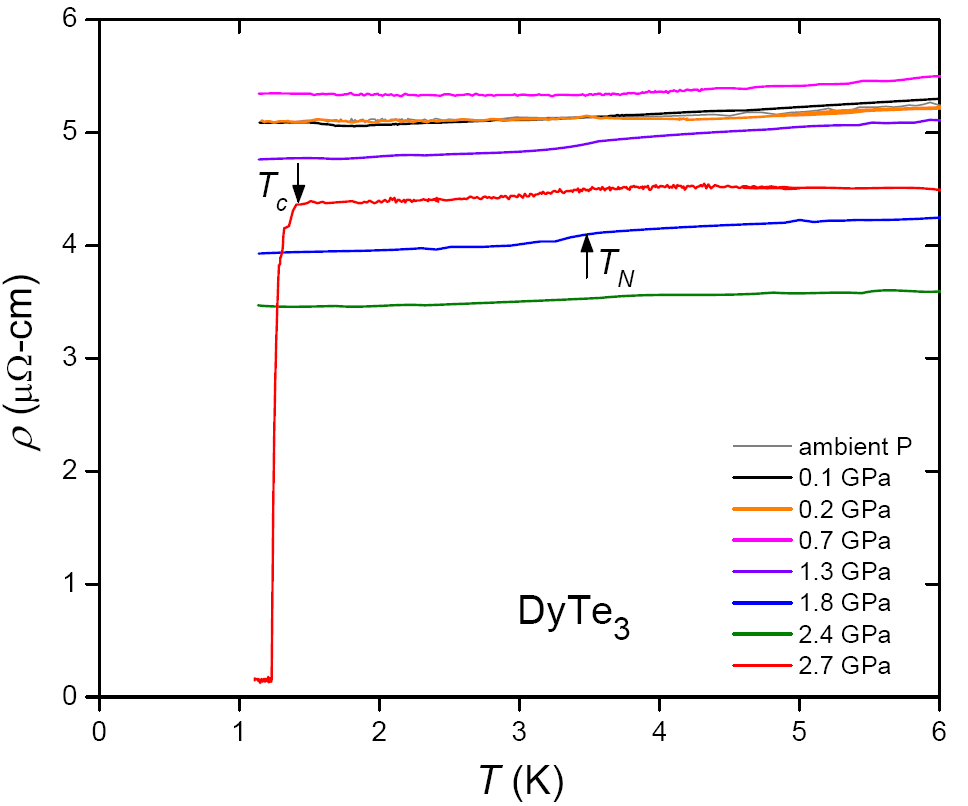 6
5
4
3
2
1
0
0
1
2
3
4
5
6
ρ (μΩ-cm)
T (K)
Tc
TN
DyTe3
ambient P
0.1 GPa
0.2 GPa
0.7 GPa
1.3 GPa
1.8 GPa
2.4 GPa
2.7 GPa